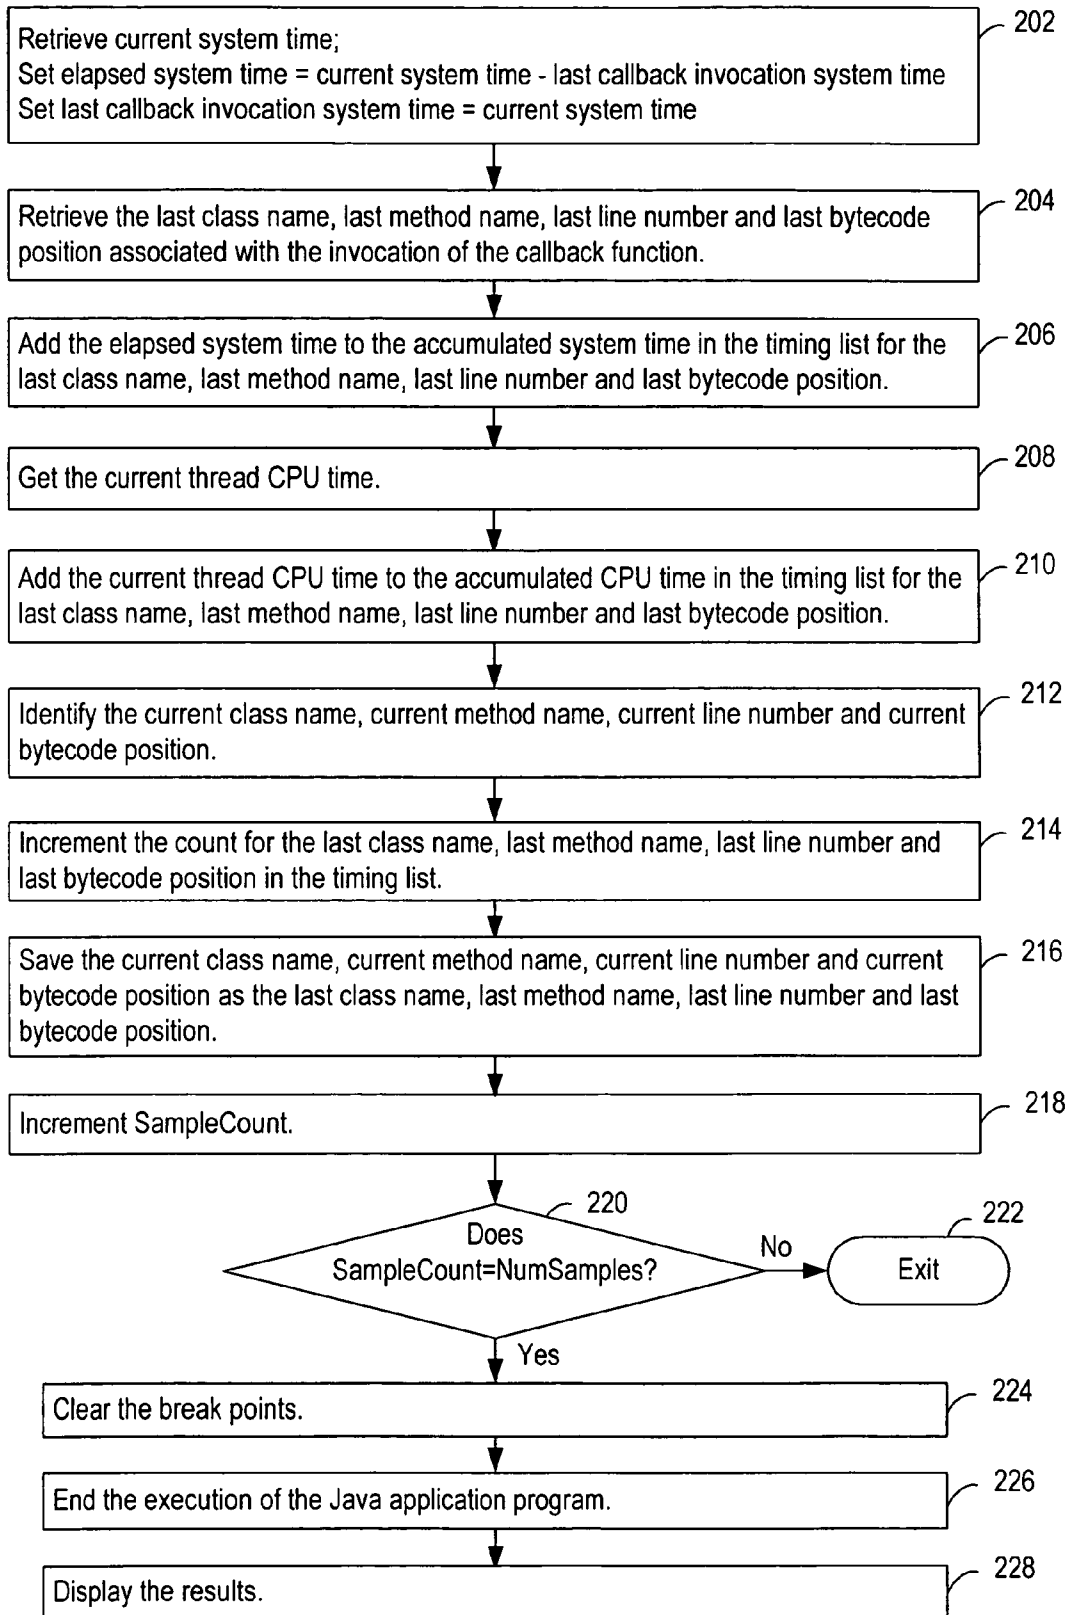 Retrieve current system time;
Set elapsed system time = current system time - last callback invocation system time
Set last callback invocation system time = current system time
202
Retrieve the last class name, last method name, last line number and last bytecode
position associated with the invocation of the callback function.
204
Add the elapsed system time to the accumulated system time in the timing list for the
last class name, last method name, last line number and last bytecode position.
206
Get the current thread CPU time.
208
Add the current thread CPU time to the accumulated CPU time in the timing list for the
last class name, last method name, last line number and last bytecode position.
210
Identify the current class name, current method name, current line number and current
bytecode position.
212
Increment the count for the last class name, last method name, last line number and
last bytecode position in the timing list.
214
Save the current class name, current method name, current line number and current
bytecode position as the last class name, last method name, last line number and last
bytecode position.
216
Increment SampleCount.
218
220
Does
SampleCount=NumSamples?
No
222
Exit
Yes
Clear the break points.
224
End the execution of the Java application program.
226
Display the results.
228